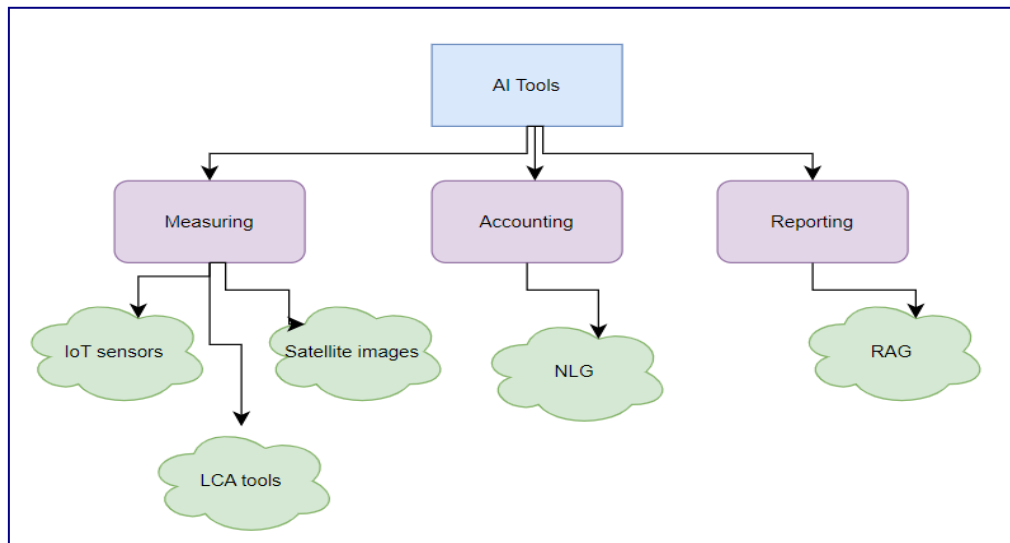 AI Tools
Measuring
Accounting
Reporting
IoT sensors
Satellite images
NLG
RAG
LCA tools